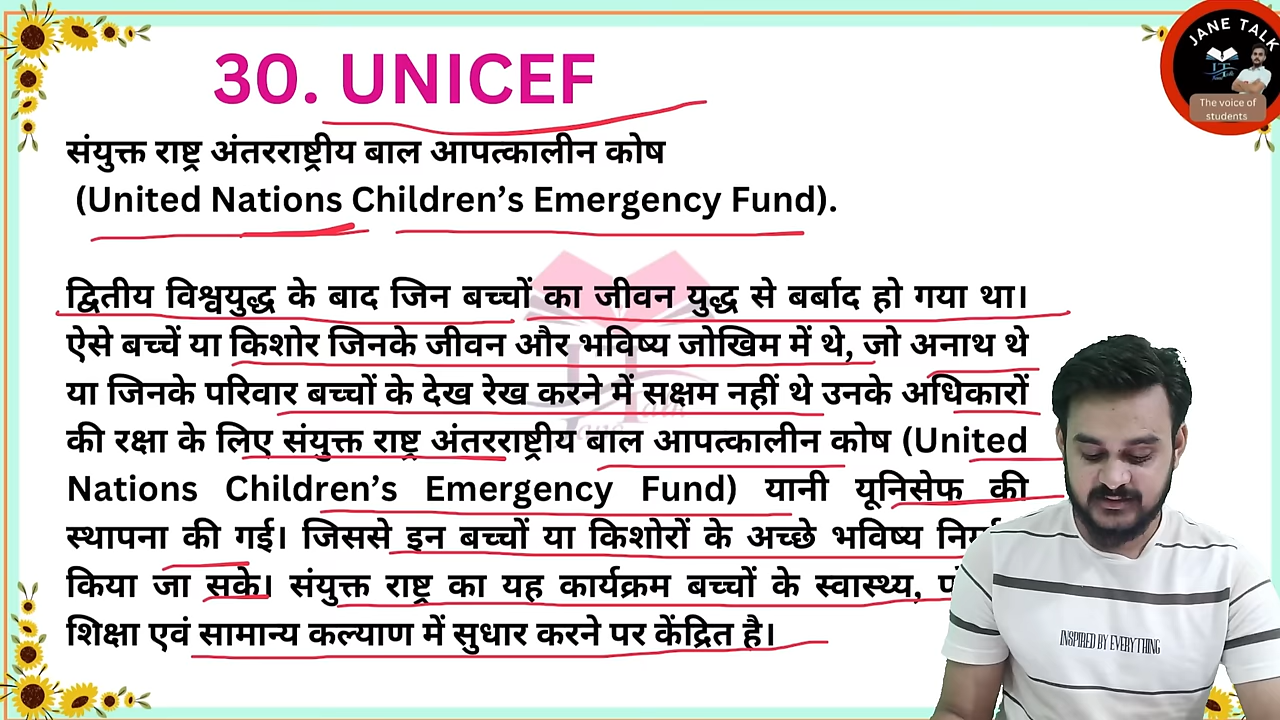 30. UNICEF
संयुक्त राष्ट्र अंतरराष्ट्रीय बाल आपत्कालीन कोष
(United Nations Children’s Emergency Fund).
द्वितीय विश्वयुद्ध के बाद जिन बच्चों का जीवन युद्ध से बर्बाद हो गया था।
ऐसे बच्चें या किशोर जिनके जीवन और भविष्य जोखिम में थे, जो अनाथ थे
या जिनके परिवार बच्चों के देख रेख करने में सक्षम नहीं थे उनके अधिकारों
की रक्षा के लिए संयुक्त राष्ट्र अंतरराष्ट्रीय बाल आपत्कालीन कोष (United
Nations Children’s Emergency Fund) यानी यूनिसेफ की
स्थापना की गई। जिससे इन बच्चों या किशोरों के अच्छे भविष्य
किया जा सके। संयुक्त राष्ट्र का यह कार्यक्रम बच्चों के स्वास्थ्य,
शिक्षा एवं सामान्य कल्याण में सुधार करने पर केंद्रित है।
JANE TALK
The voice of
students
INSPIRED BY EVERYTHING